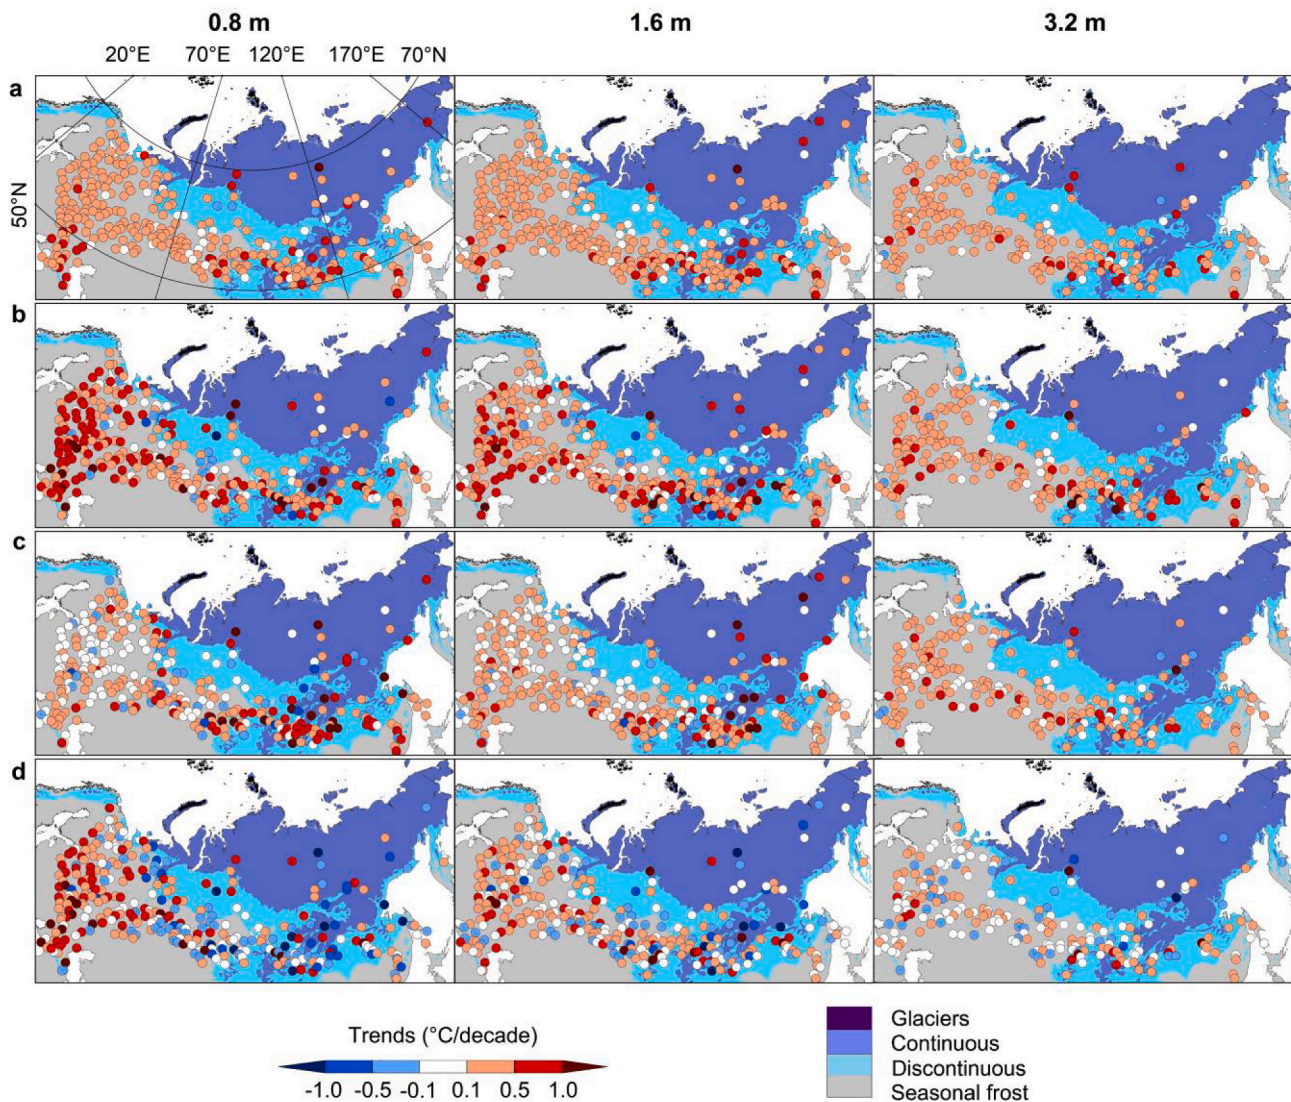 0.8 m 1.6 m 3.2 m
20°E 70°E 120°E 170°E 70°N
a
50°N
b
c
d
Trends (°C/decade)
-1.0 -0.5 -0.1 0.1 0.5 1.0
Glaciers
Continuous
Discontinuous
Seasonal frost